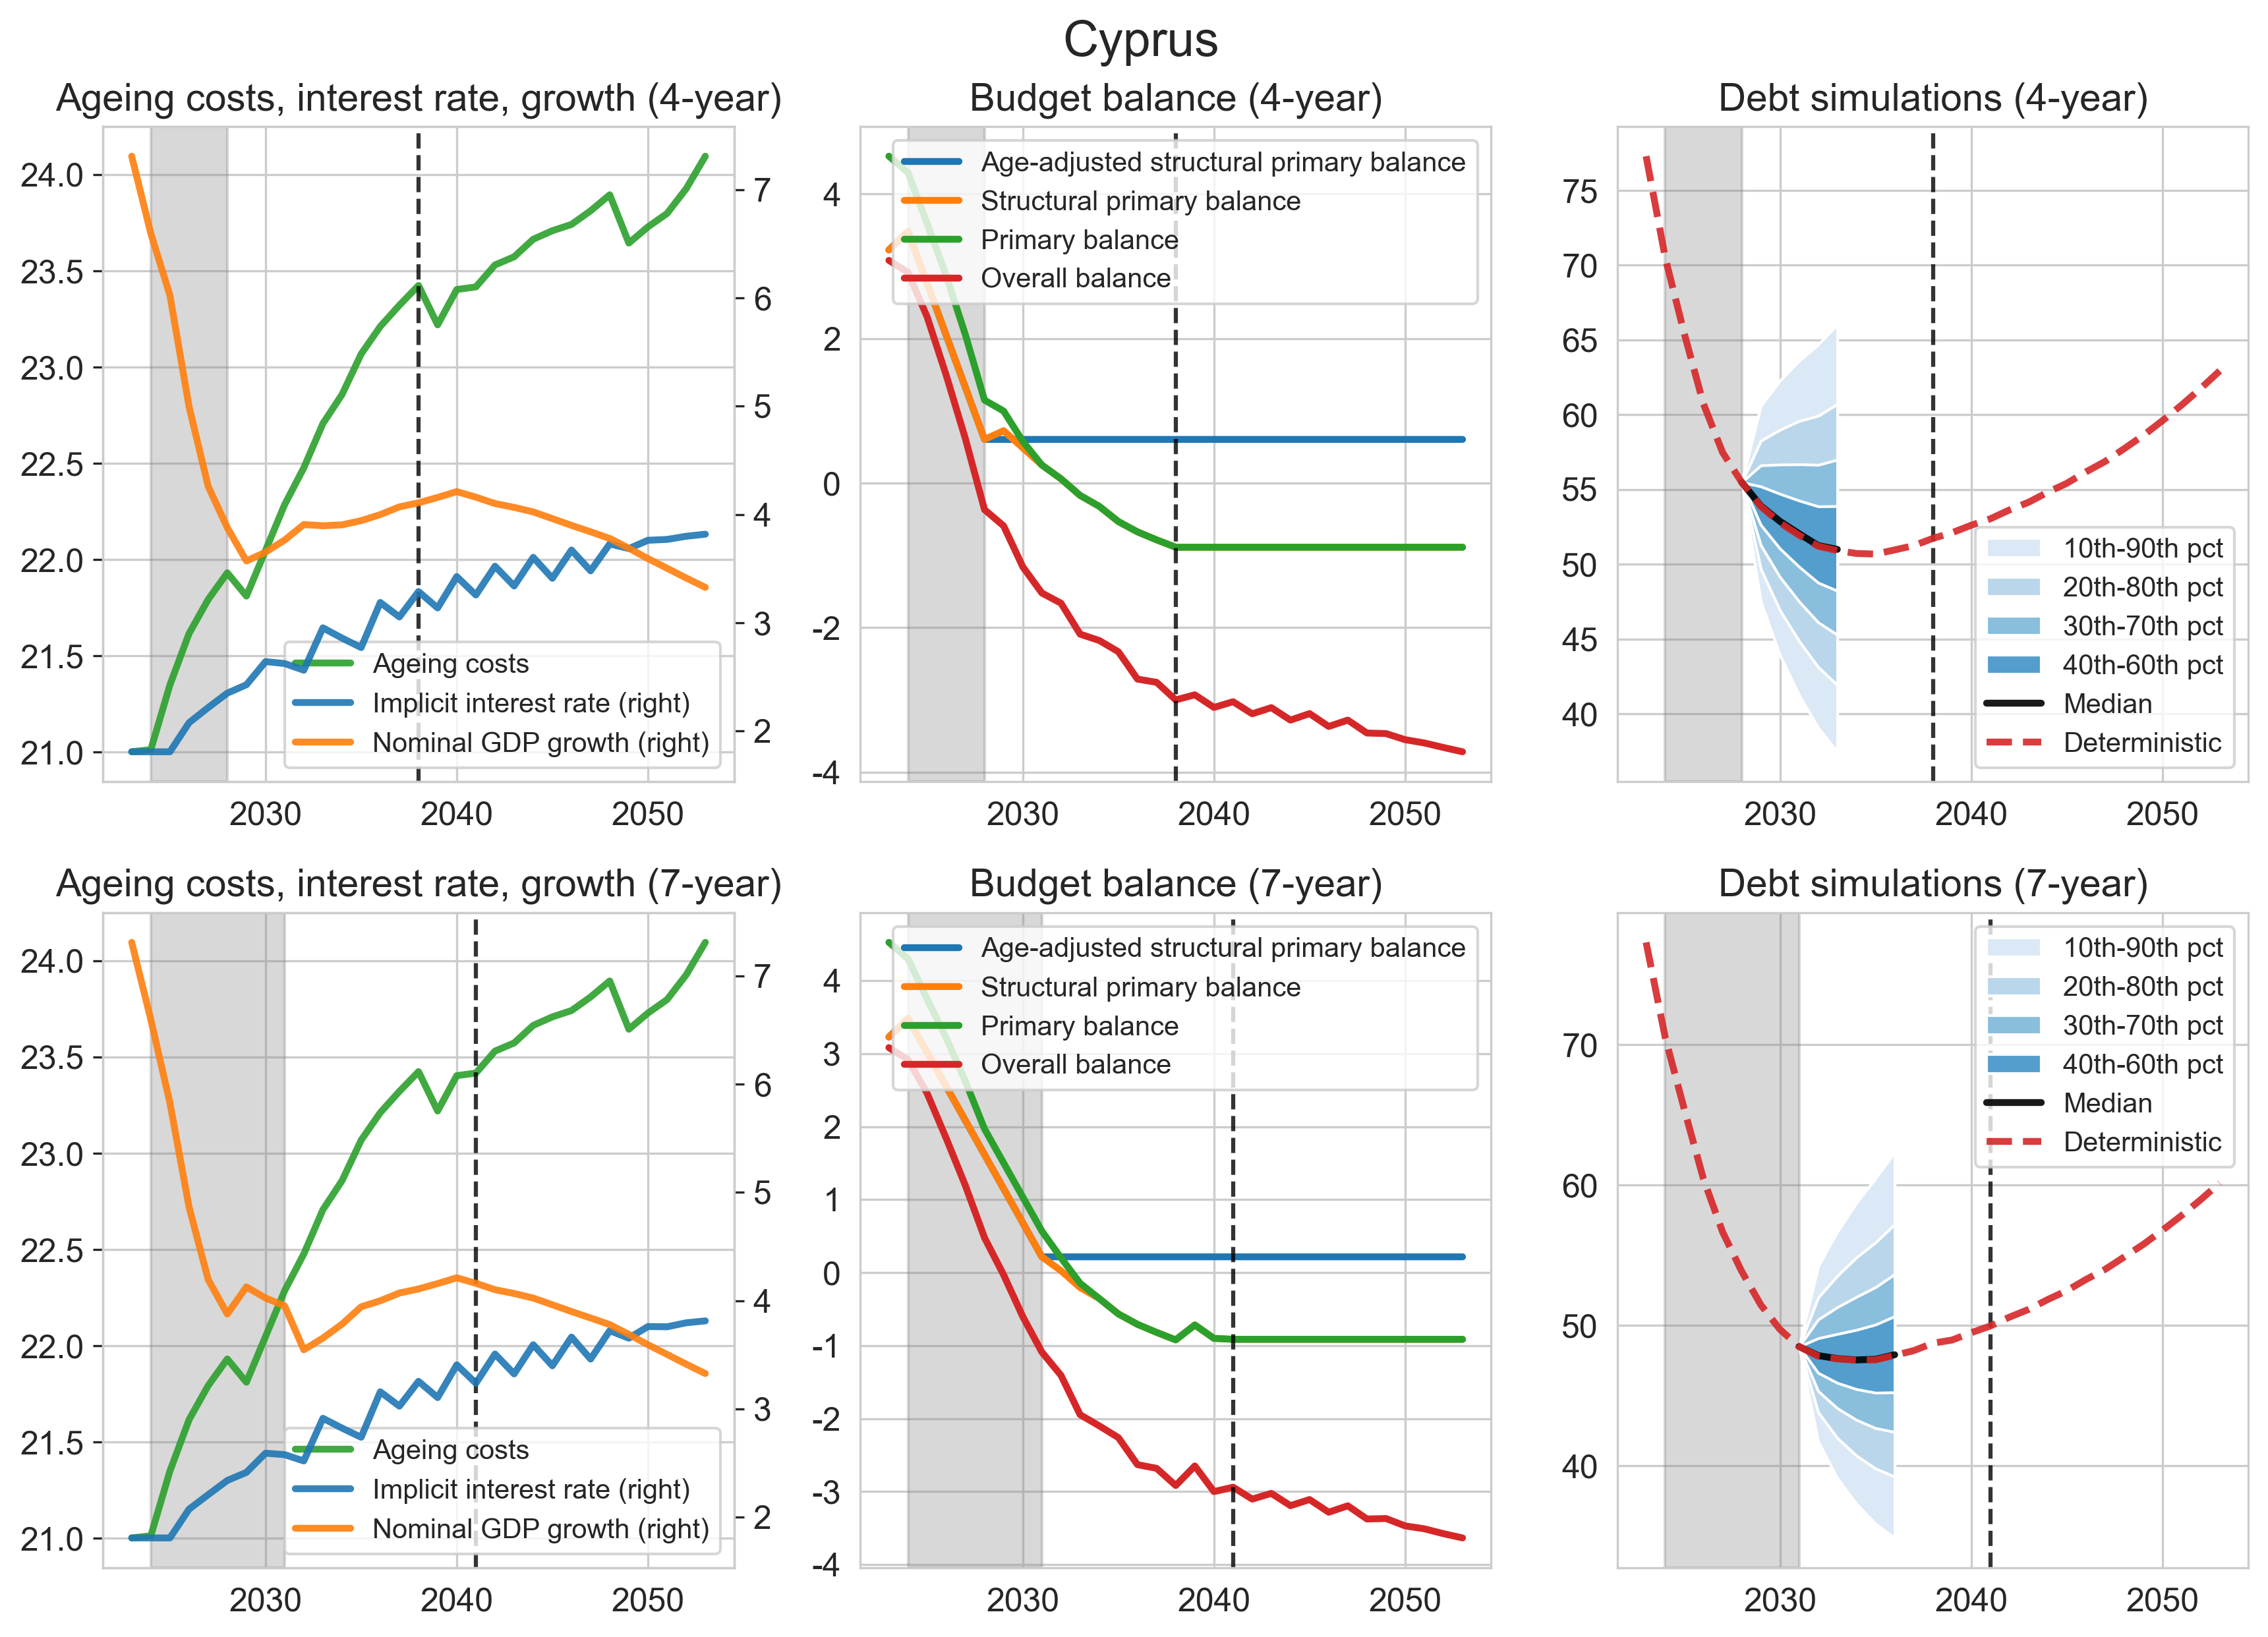 Cyprus
Ageing costs, interest rate, growth (4-year)
24.0
23.5
23.0
22.5
22.0
21.5
21.0
7
6
5
4
3
2
Ageing costs
Implicit interest rate (right)
Nominal GDP growth (right)
2030 2040 2050
Budget balance (4-year)
4
2
0
-2
-4
Age-adjusted structural primary balance
Structural primary balance
Primary balance
Overall balance
2030 2040 2050
Debt simulations (4-year)
75
70
65
60
55
50
45
40
10th-90th pct
20th-80th pct
30th-70th pct
40th-60th pct
Median
Deterministic
2030 2040 2050
Ageing costs, interest rate, growth (7-year)
24.0
23.5
23.0
22.5
22.0
21.5
21.0
7
6
5
4
3
2
Ageing costs
Implicit interest rate (right)
Nominal GDP growth (right)
2030 2040 2050
Budget balance (7-year)
4
3
2
1
0
-1
-2
-3
-4
Age-adjusted structural primary balance
Structural primary balance
Primary balance
Overall balance
2030 2040 2050
Debt simulations (7-year)
70
60
50
40
10th-90th pct
20th-80th pct
30th-70th pct
40th-60th pct
Median
Deterministic
2030 2040 2050